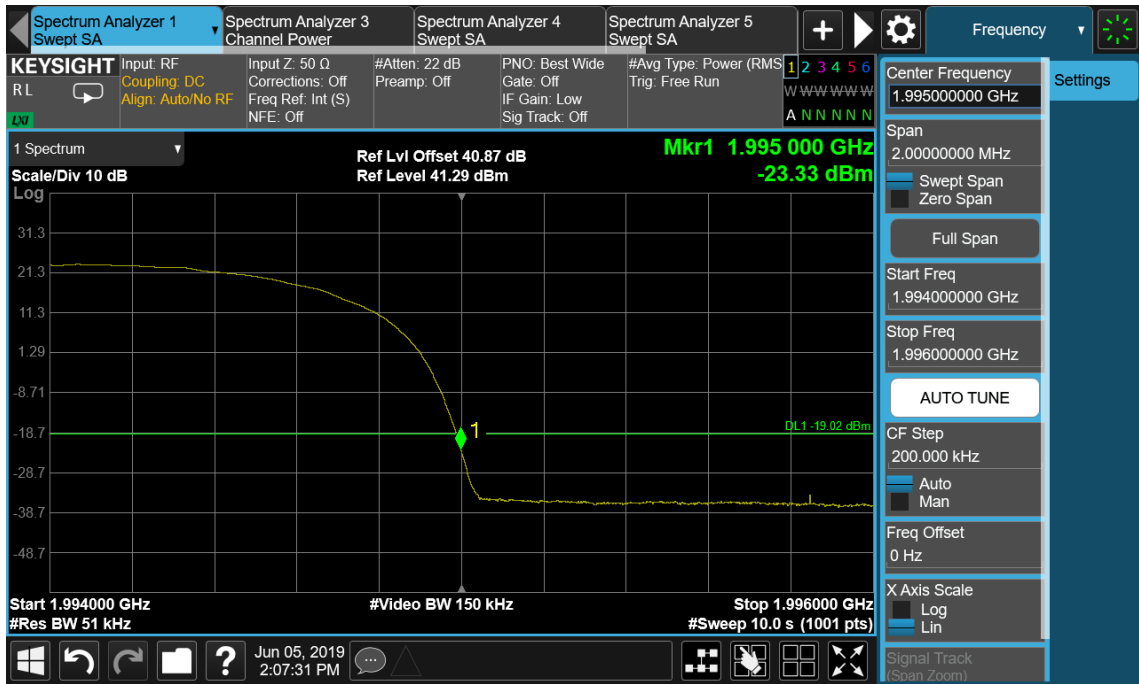 Spectrum Analyzer 1
Swept SA
Spectrum Analyzer 3
Channel Power
Spectrum Analyzer 4
Swept SA
Spectrum Analyzer 5
Swept SA
+
Frequency
KEYSIGHT
R L
LXI
Input: RF
Coupling: DC
Align: Auto/No RF
Input Z: 50 Ω
Corrections: Off
Freq Ref: Int (S)
NFE: Off
#Atten: 22 dB
Preamp: Off
PNO: Best Wide
Gate: Off
IF Gain: Low
Sig Track: Off
#Avg Type: Power (RMS
Trig: Free Run
1 2 3 4 5 6
W W W W W W
A N N N N N
1 Spectrum
Scale/Div 10 dB
Log
Ref Lvl Offset 40.87 dB
Ref Level 41.29 dBm
Mkr1 1.995 000 GHz
-23.33 dBm
31.3
21.3
11.3
1.29
-8.71
-18.7
-28.7
-38.7
-48.7
1
DL1 -19.02 dBm
Start 1.994000 GHz
#Res BW 51 kHz
#Video BW 150 kHz
Stop 1.996000 GHz
#Sweep 10.0 s (1001 pts)
Center Frequency
1.995000000 GHz
Span
2.00000000 MHz
Swept Span
Zero Span
Full Span
Start Freq
1.994000000 GHz
Stop Freq
1.996000000 GHz
AUTO TUNE
CF Step
200.000 kHz
Auto
Man
Freq Offset
0 Hz
X Axis Scale
Log
Lin
Signal Track
(Span Zoom)
Settings
?
Jun 05, 2019
2:07:31 PM